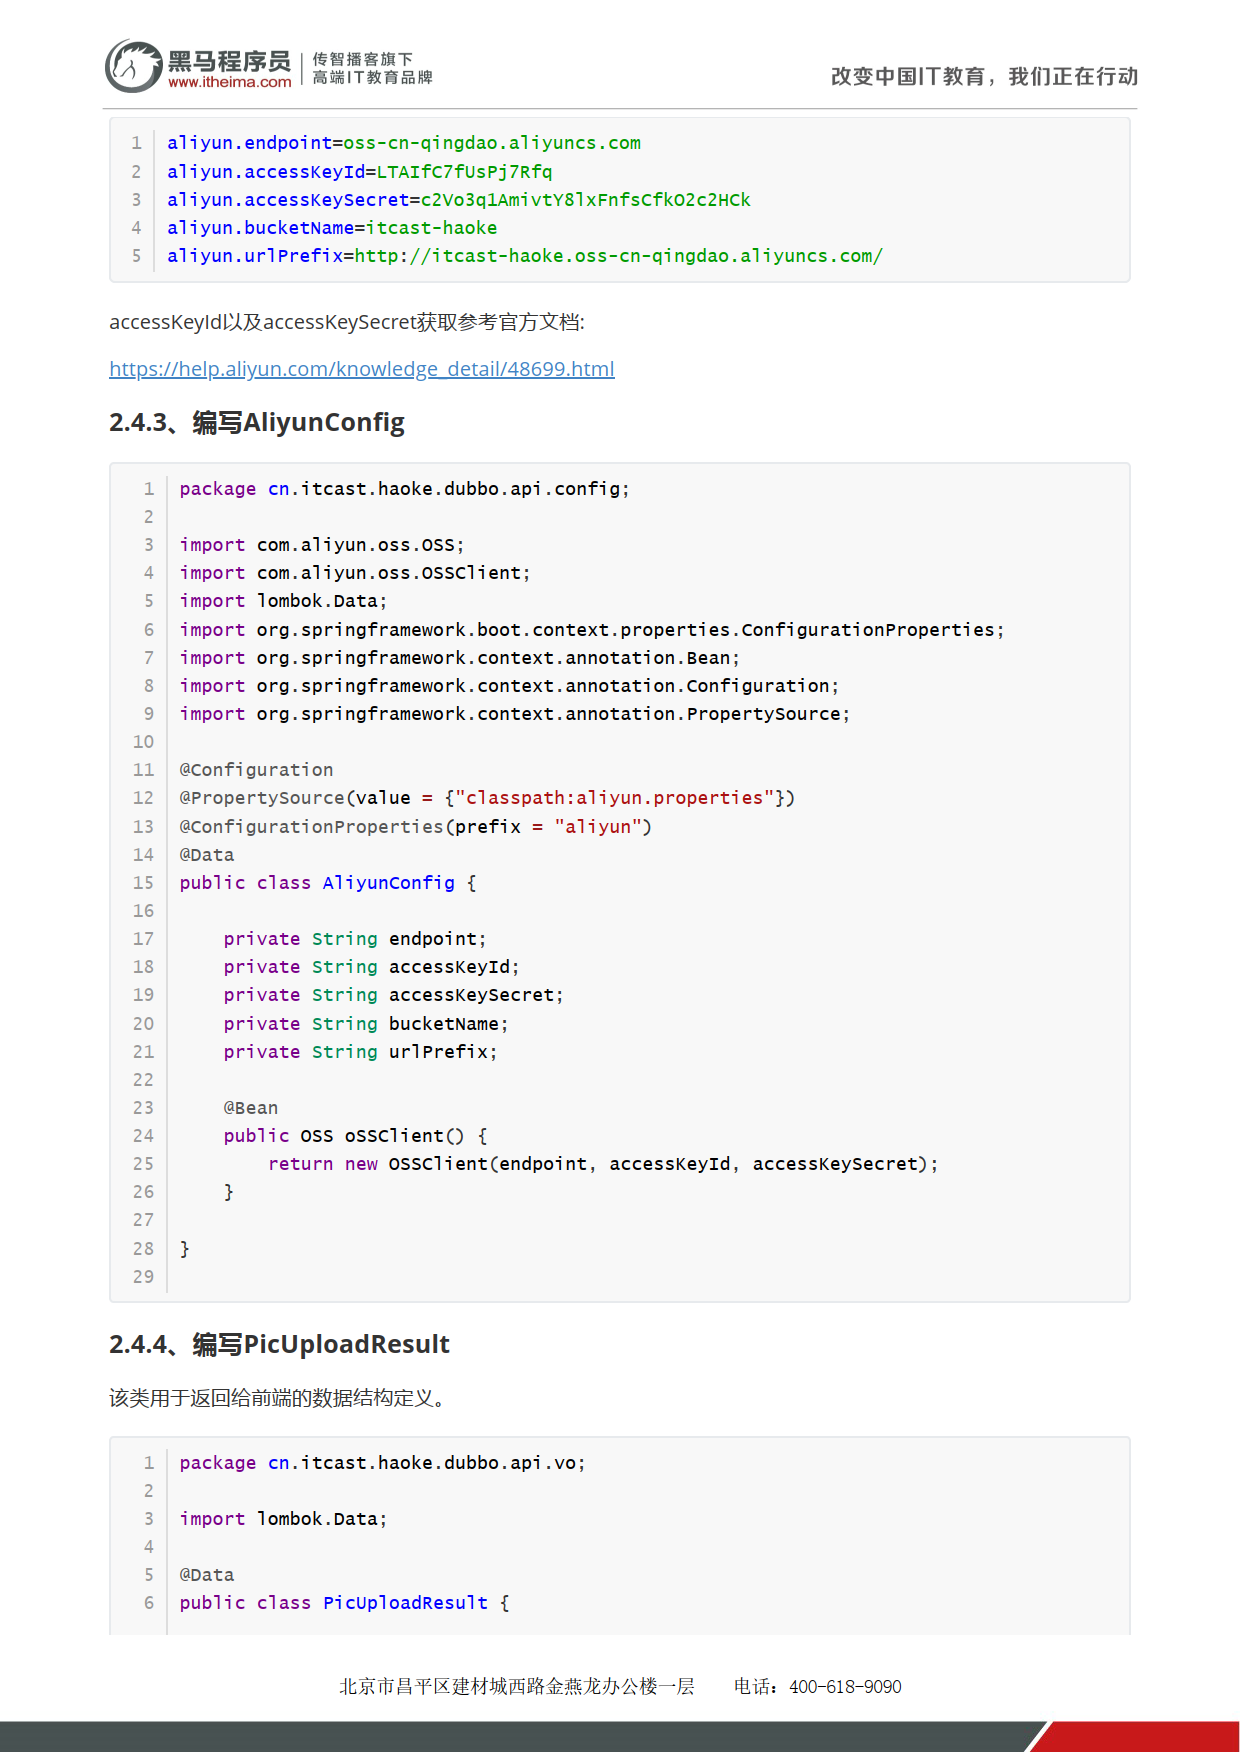 黑马程序员
www.itheima.com
传智播客旗下
高端IT教育品牌
改变中国IT教育，我们正在行动
1 aliyun.endpoint=oss-cn-qingdao.aliyuncs.com
2 aliyun.accessKeyId=LTAIfC7fUsPj7Rfq
3 aliyun.accessKeySecret=c2Vo3q1AmivtY8lxFnfsCfkO2c2HCk
4 aliyun.bucketName=itcast-haoke
5 aliyun.urlPrefix=http://itcast-haoke.oss-cn-qingdao.aliyuncs.com/
accessKeyId以及accessKeySecret获取参考官方文档:
https://help.aliyun.com/knowledge_detail/48699.html
2.4.3、编写AliyunConfig
1 package cn.itcast.haoke.dubbo.api.config;
2
3 import com.aliyun.oss.OSS;
4 import com.aliyun.oss.OSSClient;
5 import lombok.Data;
6 import org.springframework.boot.context.properties.ConfigurationProperties;
7 import org.springframework.context.annotation.Bean;
8 import org.springframework.context.annotation.Configuration;
9 import org.springframework.context.annotation.PropertySource;
10
11 @Configuration
12 @PropertySource(value = {"classpath:aliyun.properties"})
13 @ConfigurationProperties(prefix = "aliyun")
14 @Data
15 public class AliyunConfig {
16
17     private String endpoint;
18     private String accessKeyId;
19     private String accessKeySecret;
20     private String bucketName;
21     private String urlPrefix;
22
23     @Bean
24     public OSS oSSClient() {
25         return new OSSClient(endpoint, accessKeyId, accessKeySecret);
26     }
27
28 }
29
2.4.4、编写PicUploadResult
该类用于返回给前端的数据结构定义。
1 package cn.itcast.haoke.dubbo.api.vo;
2
3 import lombok.Data;
4
5 @Data
6 public class PicUploadResult {
北京市昌平区建材城西路金燕龙办公楼一层 电话：400-618-9090